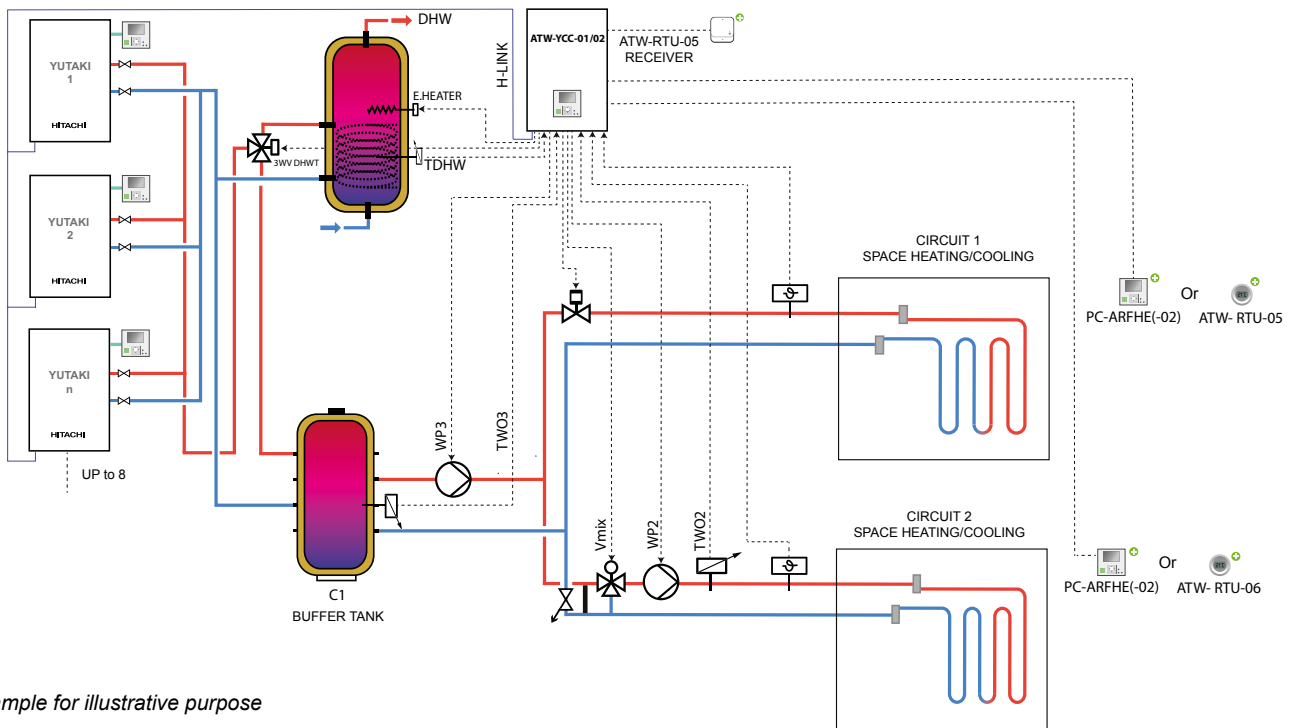 DHW
ATW-YCC-01/02
ATW-RTU-05
RECEIVER
H-LINK
YUTAKI
1
HITACHI
E.HEATER
3WV DHWT
TDHW
YUTAKI
2
HITACHI
CIRCUIT 1
SPACE HEATING/COOLING
PC-ARFHE(-02)
Or
ATW- RTU-05
YUTAKI
n
HITACHI
UP to 8
WP3
TWO3
C1
BUFFER TANK
Vmix
WP2
TWO2
CIRCUIT 2
SPACE HEATING/COOLING
PC-ARFHE(-02)
Or
ATW- RTU-06
mple for illustrative purpose